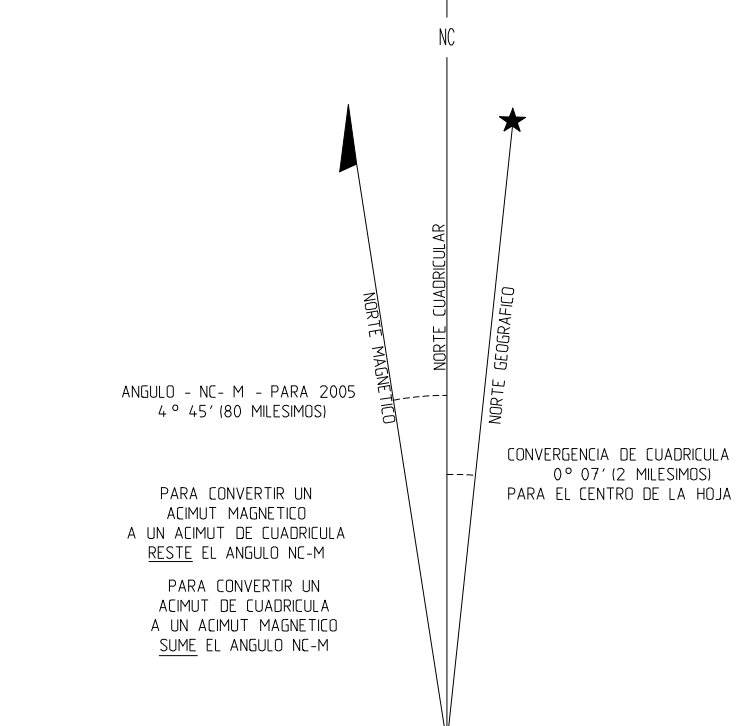 NC
NORTE MAGNETICO
NORTE CUADRICULAR
NORTE GEOGRAFICO
ANGULO - NC- M - PARA 2005
4° 45' (80 MILESIMOS)
CONVERGENCIA DE CUADRICULA
0° 07' (2 MILESIMOS)
PARA EL CENTRO DE LA HOJA
PARA CONVERTIR UN
ACIMUT MAGNETICO
A UN ACIMUT DE CUADRICULA
RESTE EL ANGULO NC-M
PARA CONVERTIR UN
ACIMUT DE CUADRICULA
A UN ACIMUT MAGNETICO
SUME EL ANGULO NC-M